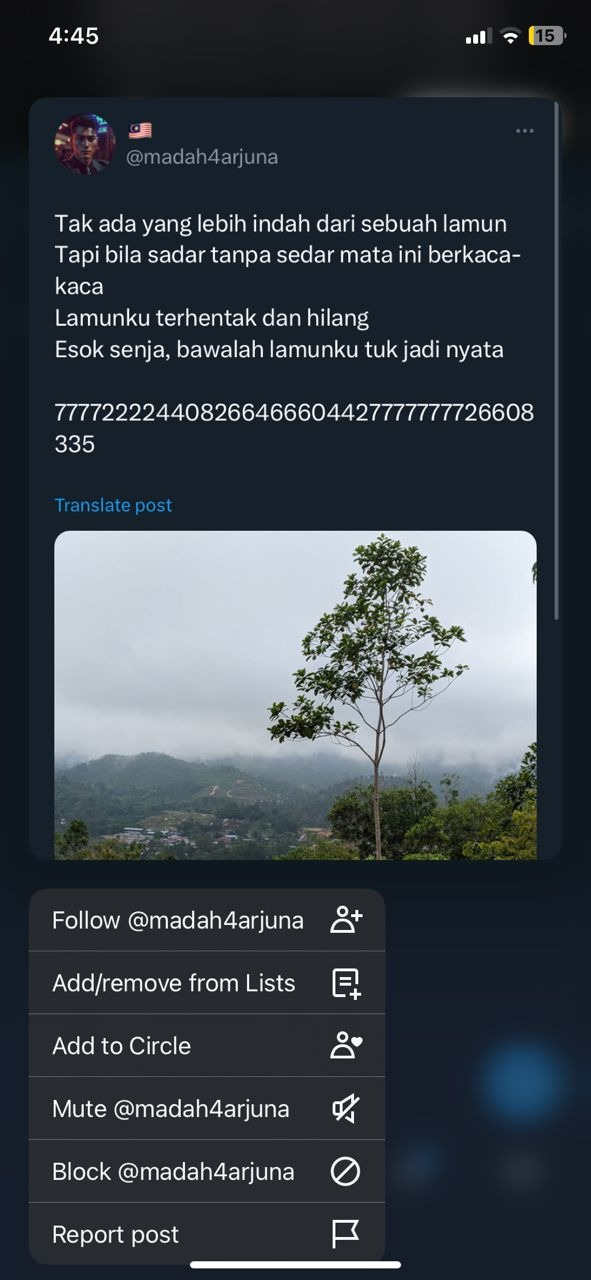 4:45
15
🇲🇾
@madah4arjuna
Tak ada yang lebih indah dari sebuah lamun
Tapi bila sadar tanpa sedar mata ini berkaca-
kaca
Lamunku terhentak dan hilang
Esok senja, bawalah lamunku tuk jadi nyata
777722224408266466604427777777726608
335
Translate post
Follow @madah4arjuna
Add/remove from Lists
Add to Circle
Mute @madah4arjuna
Block @madah4arjuna
Report post